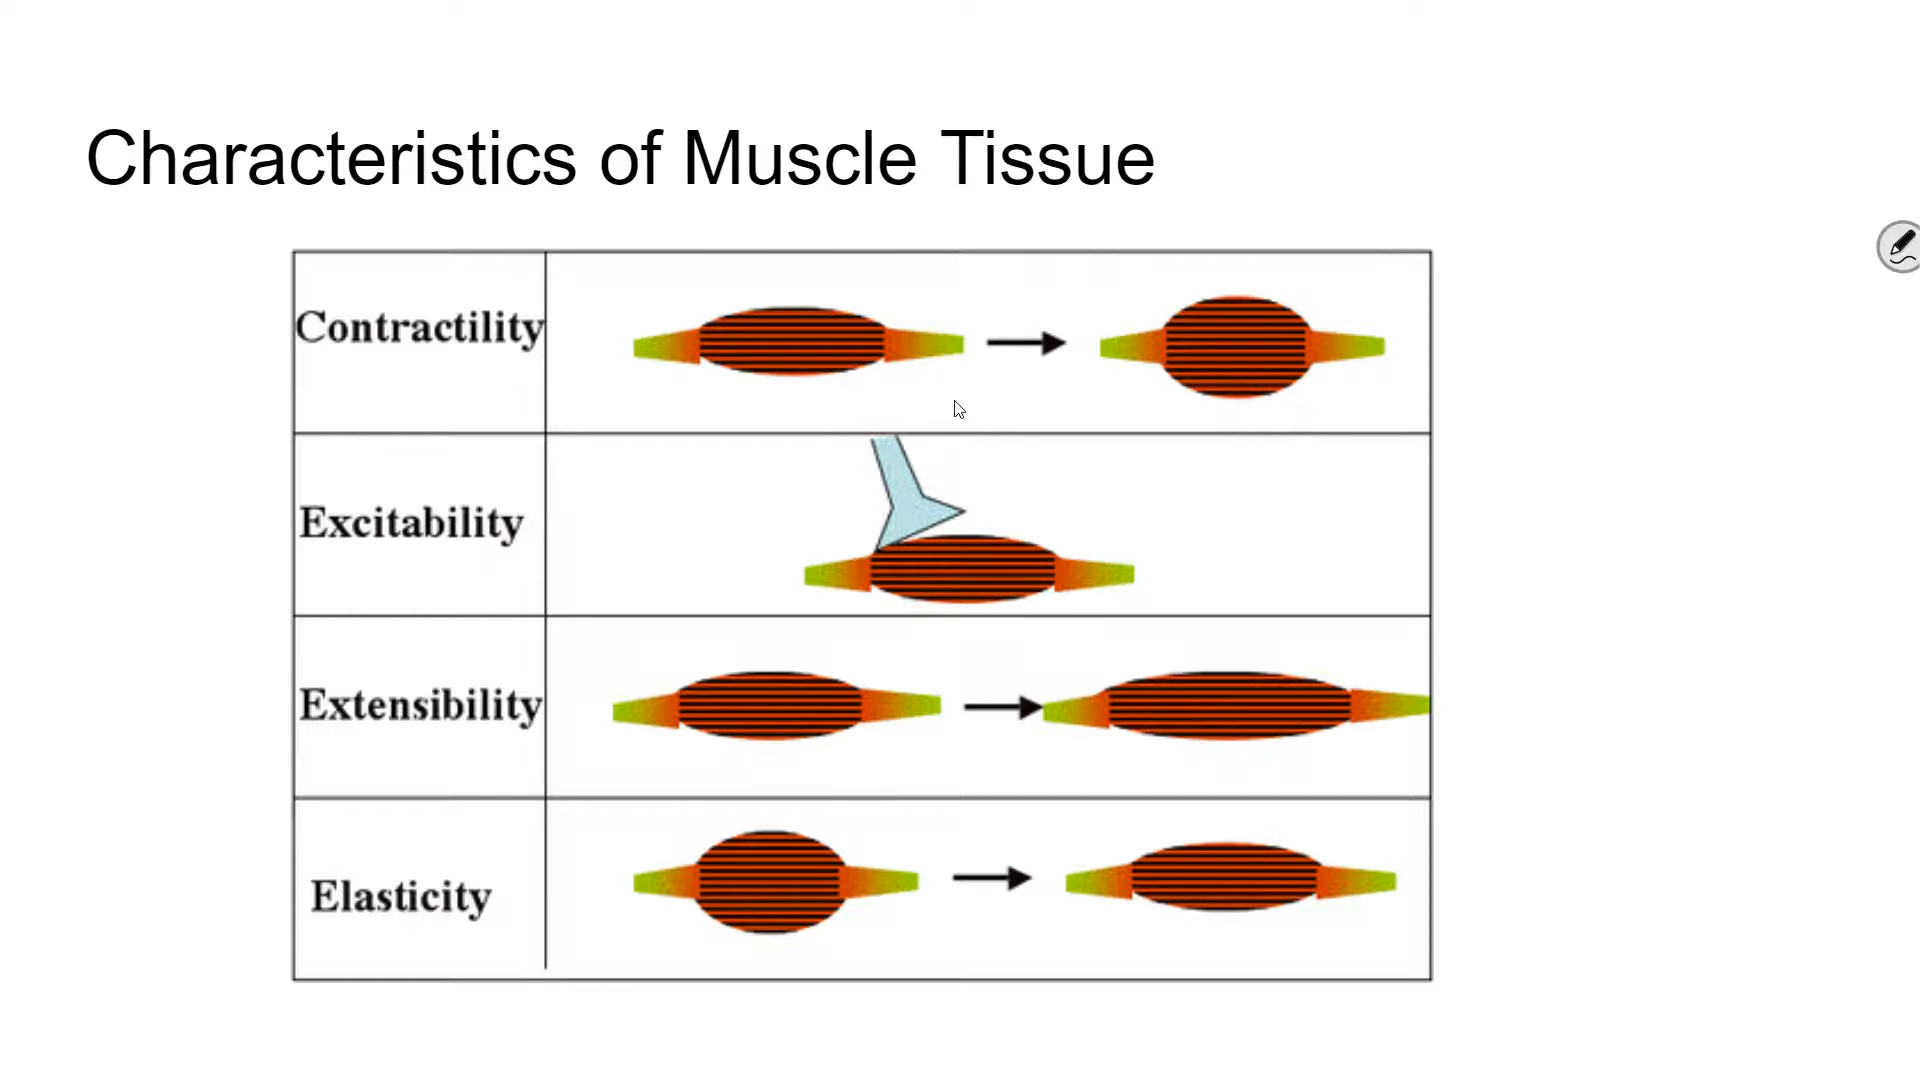 Characteristics of Muscle Tissue
Contractility
Excitability
Extensibility
Elasticity